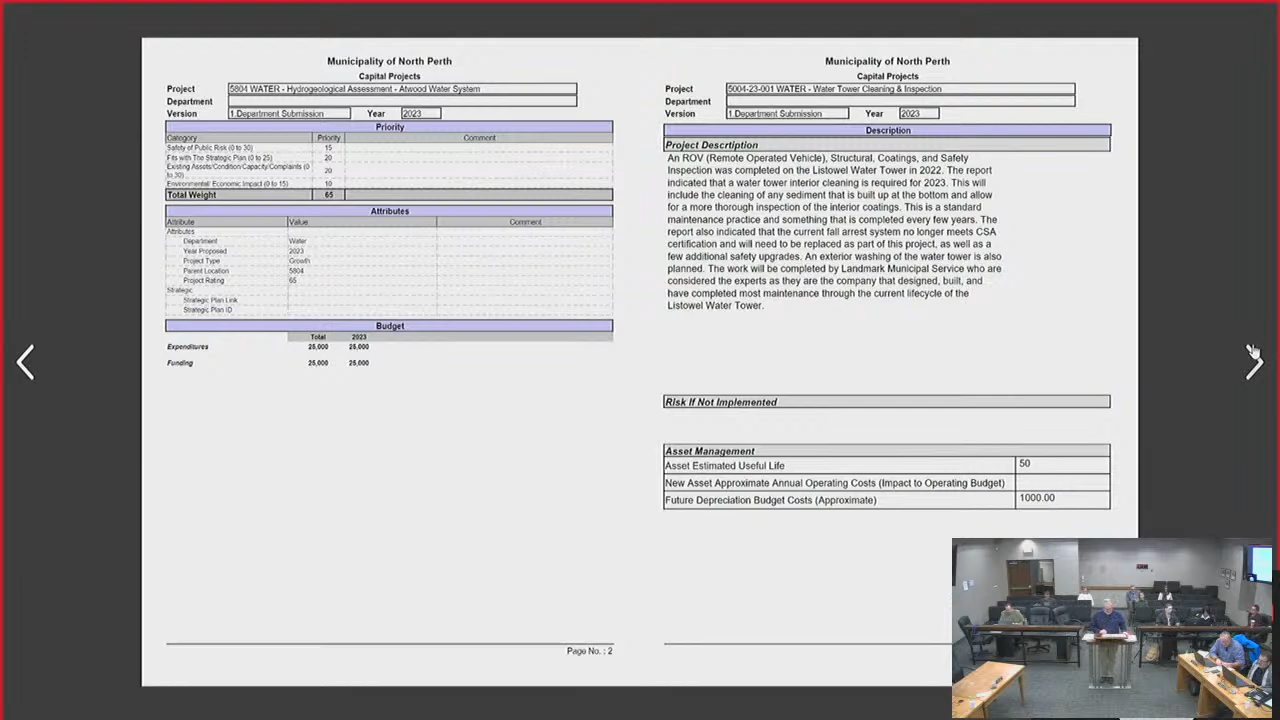 Municipality of North Perth
Capital Projects
Project 5804 WATER - Hydrogeological Assessment - Atwood Water System
Department
Version 1.Department Submission Year 2023
Priority
Category Priority Comment
Safety of Public Risk (0 to 30) 15
Fits with The Strategic Plan (0 to 25) 20
Existing Assets/Condition/Capacity/Complaints (0 to 30) 20
Environmental/ Economic Impact (0 to 15) 10
Total Weight 65
Attributes
Attribute Value Comment
Attributes
Department Water
Year Proposed 2023
Project Type Growth
Parent Location 5804
Project Rating 65
Strategic
Strategic Plan Link
Strategic Plan ID
Budget
Total 2023
Expenditures 25,000 25,000
Funding 25,000 25,000
Page No. : 2
Municipality of North Perth
Capital Projects
Project 5004-23-001 WATER - Water Tower Cleaning & Inspection
Department
Version 1.Department Submission Year 2023
Description
Project Descrtiption
An ROV (Remote Operated Vehicle), Structural, Coatings, and Safety
Inspection was completed on the Listowel Water Tower in 2022. The report
indicated that a water tower interior cleaning is required for 2023. This will
include the cleaning of any sediment that is built up at the bottom and allow
for a more thorough inspection of the interior coatings. This is a standard
maintenance practice and something that is completed every few years. The
report also indicated that the current fall arrest system no longer meets CSA
certification and will need to be replaced as part of this project, as well as a
few additional safety upgrades. An exterior washing of the water tower is also
planned. The work will be completed by Landmark Municipal Service who are
considered the experts as they are the company that designed, built, and
have completed most maintenance through the current lifecycle of the
Listowel Water Tower.
Risk If Not Implemented
Asset Management
Asset Estimated Useful Life 50
New Asset Approximate Annual Operating Costs (Impact to Operating Budget)
Future Depreciation Budget Costs (Approximate) 1000.00